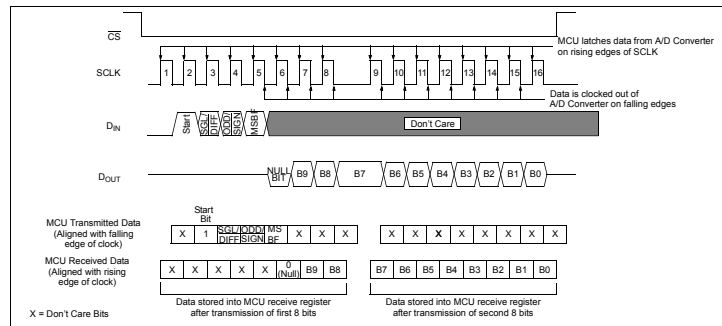 CS
MCU latches data from A/D Converter
on rising edges of SCLK
SCLK
1 2 3 4 5 6 7 8 9 10 11 12 13 14 15 16
Data is clocked out of
A/D Converter on falling edges
DIN
Start SGL/ DIFF ODD/ SIGN MSBF Don't Care
DOUT
NULL BIT B9 B8 B7 B6 B5 B4 B3 B2 B1 B0
MCU Transmitted Data
(Aligned with falling
edge of clock)
Start
Bit
X 1 SGL/ DIFF ODD/ SIGN MS BF X X X X X X X X X X X
MCU Received Data
(Aligned with rising
edge of clock)
X X X X X 0 (Null) B9 B8 B7 B6 B5 B4 B3 B2 B1 B0
Data stored into MCU receive register
after transmission of first 8 bits
Data stored into MCU receive register
after transmission of second 8 bits
X = Don't Care Bits